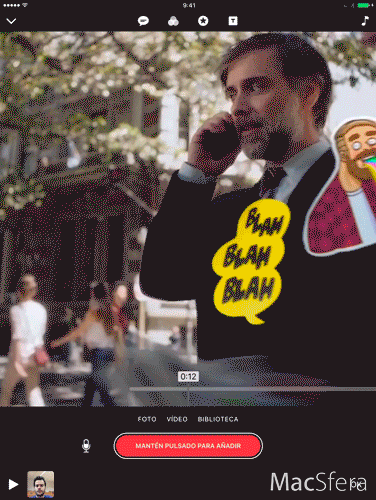 9:41
T
BLAH
BLAH
BLAH
0:12
FOTO VÍDEO BIBLIOTECA
MANTÉN PULSADO PARA AÑADIR
MacSfera